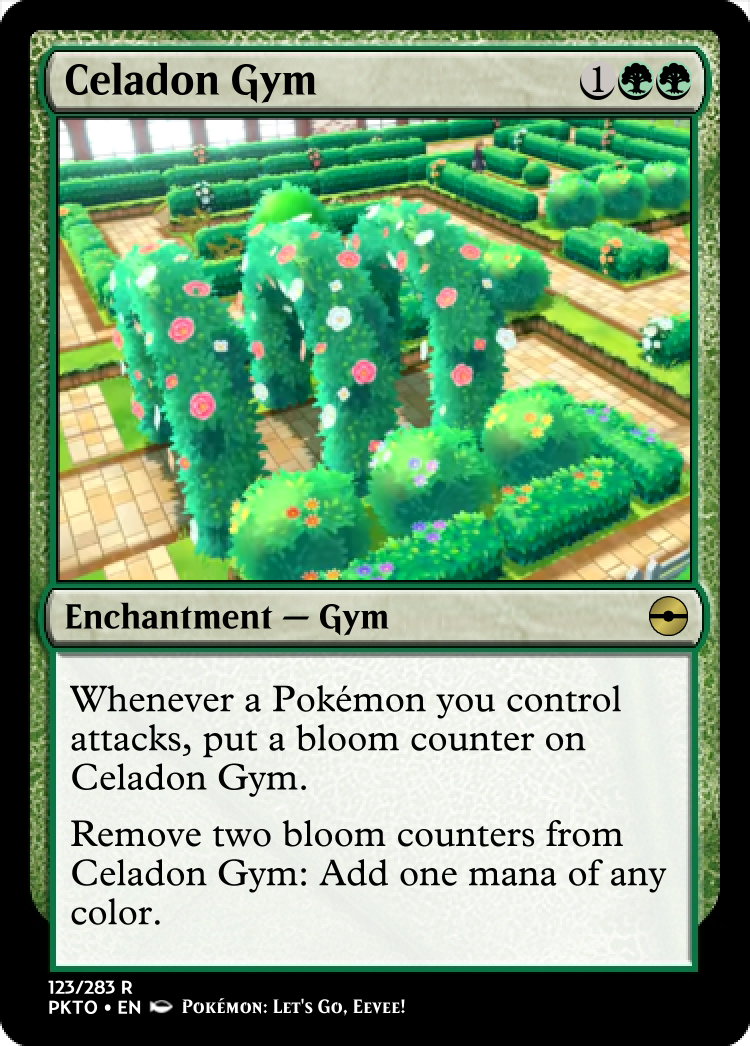 Celadon Gym 1
Enchantment — Gym
Whenever a Pokémon you control
attacks, put a bloom counter on
Celadon Gym.
Remove two bloom counters from
Celadon Gym: Add one mana of any
color.
123/283 R
PKTO • EN Pokémon: Let's Go, Eevee!